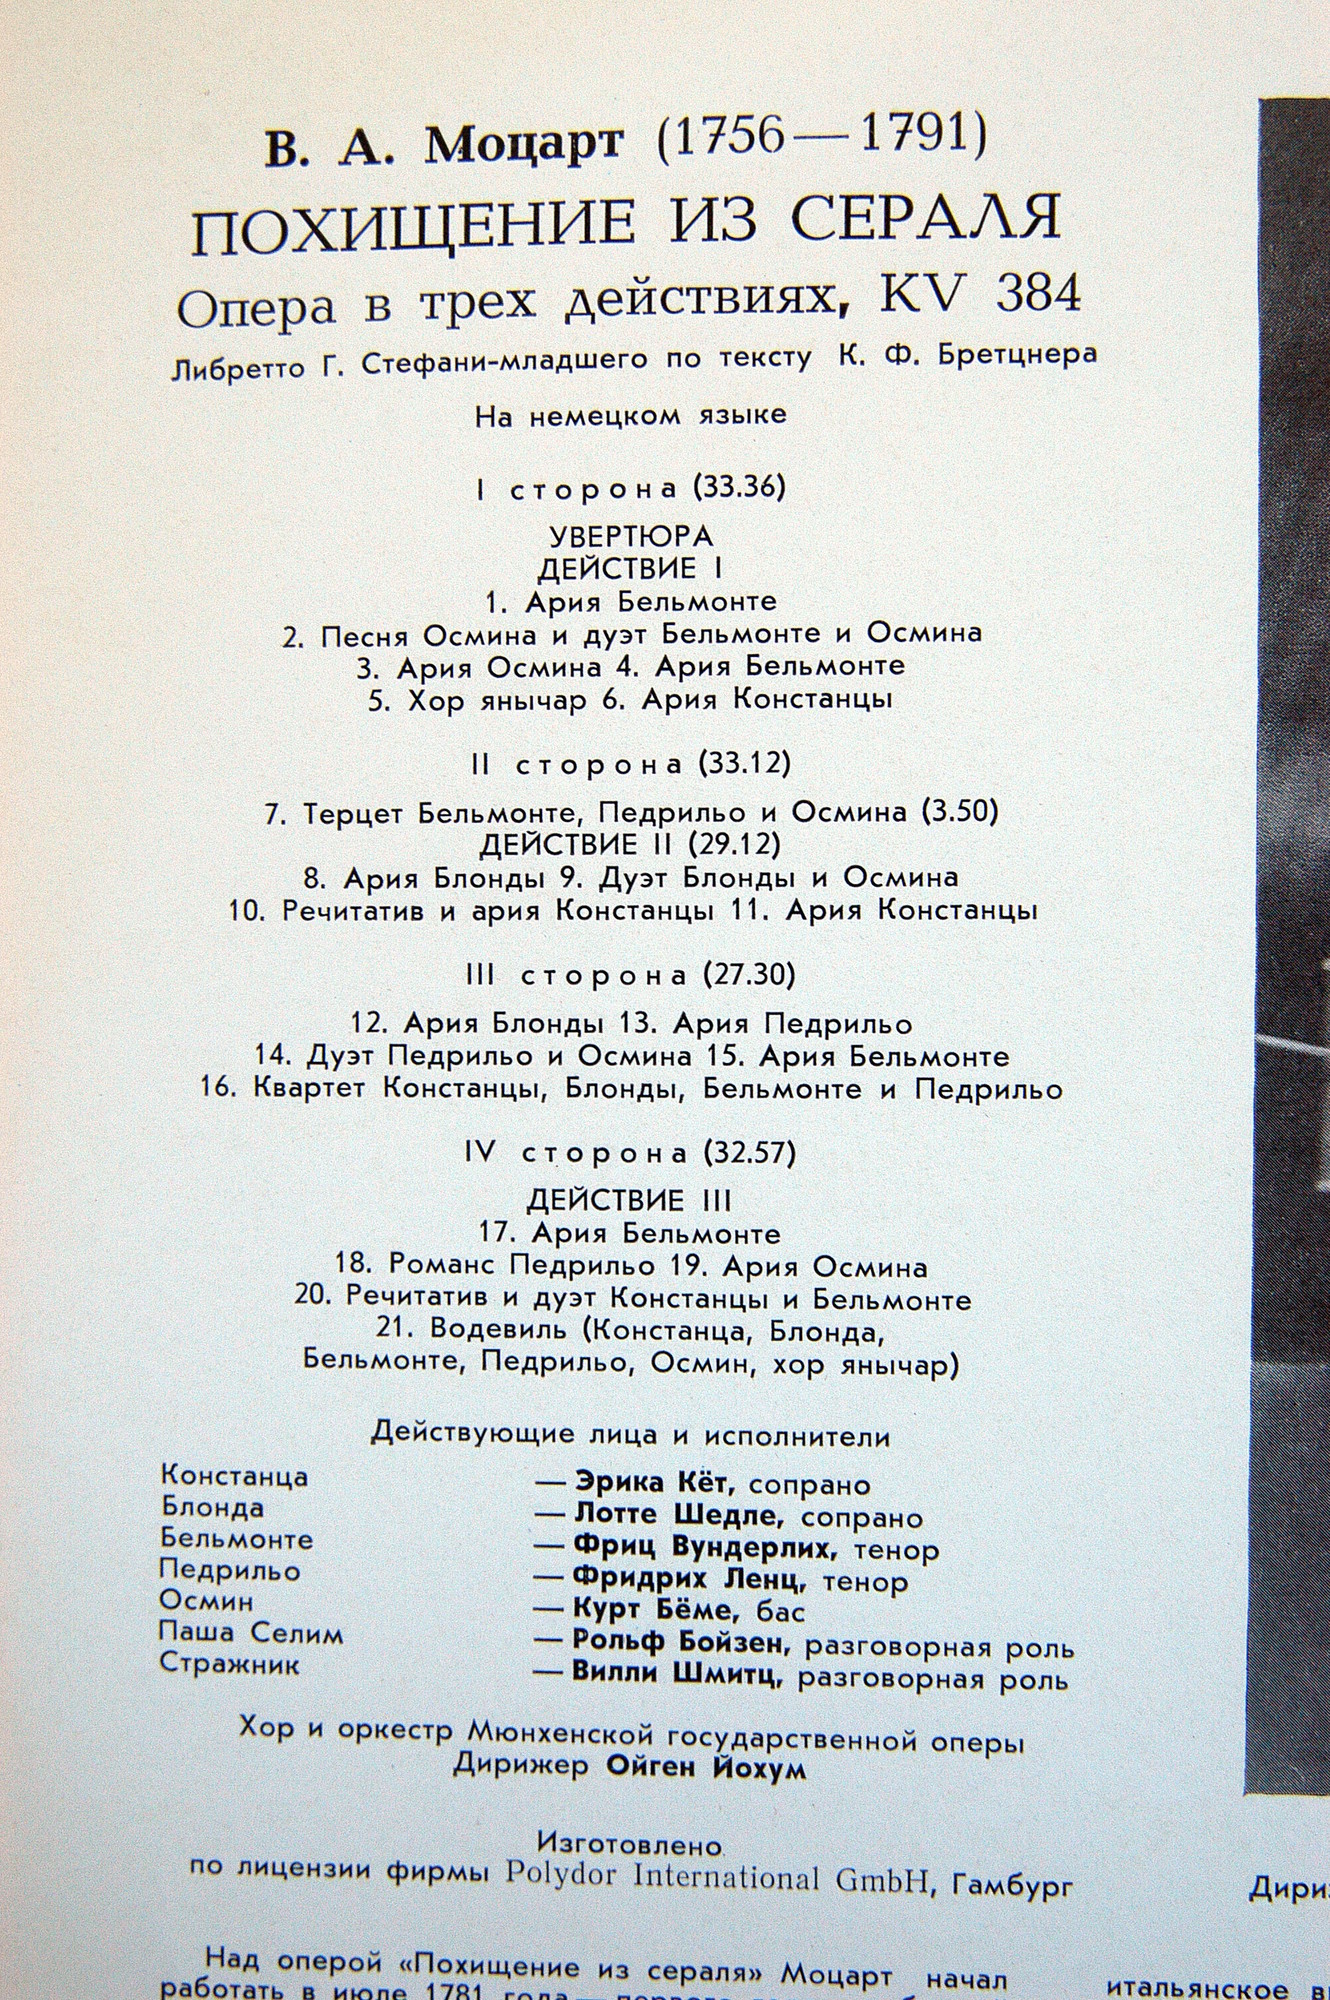 В. А. Моцарт (1756—1791)
ПОХИЩЕНИЕ ИЗ СЕРАЛЯ
Опера в трех действиях, KV 384
Либретто Г. Стефани-младшего по тексту К. Ф. Бретцнера
На немецком языке
I сторона (33.36)
УВЕРТЮРА
ДЕЙСТВИЕ I
1. Ария Бельмонте
2. Песня Осмина и дуэт Бельмонте и Осмина
3. Ария Осмина 4. Ария Бельмонте
5. Хор янычар 6. Ария Констанцы
II сторона (33.12)
7. Терцет Бельмонте, Педрильо и Осмина (3.50)
ДЕЙСТВИЕ II (29.12)
8. Ария Блонды 9. Дуэт Блонды и Осмина
10. Речитатив и ария Констанцы 11. Ария Констанцы
III сторона (27.30)
12. Ария Блонды 13. Ария Педрильо
14. Дуэт Педрильо и Осмина 15. Ария Бельмонте
16. Квартет Констанцы, Блонды, Бельмонте и Педрильо
IV сторона (32.57)
ДЕЙСТВИЕ III
17. Ария Бельмонте
18. Романс Педрильо 19. Ария Осмина
20. Речитатив и дуэт Констанцы и Бельмонте
21. Водевиль (Констанца, Блонда,
Бельмонте, Педрильо, Осмин, хор янычар)
Действующие лица и исполнители
Констанца — Эрика Кёт, сопрано
Блонда — Лотте Шедле, сопрано
Бельмонте — Фриц Вундерлих, тенор
Педрильо — Фридрих Ленц, тенор
Осмин — Курт Бёме, бас
Паша Селим — Рольф Бойзен, разговорная роль
Стражник — Вилли Шмитц, разговорная роль
Хор и оркестр Мюнхенской государственной оперы
Дирижер Ойген Йохум
Изготовлено
по лицензии фирмы Polydor International GmbH, Гамбург
Над оперой «Похищение из сераля» Моцарт начал
работать в июле 1781 года —
Дири
итальянское